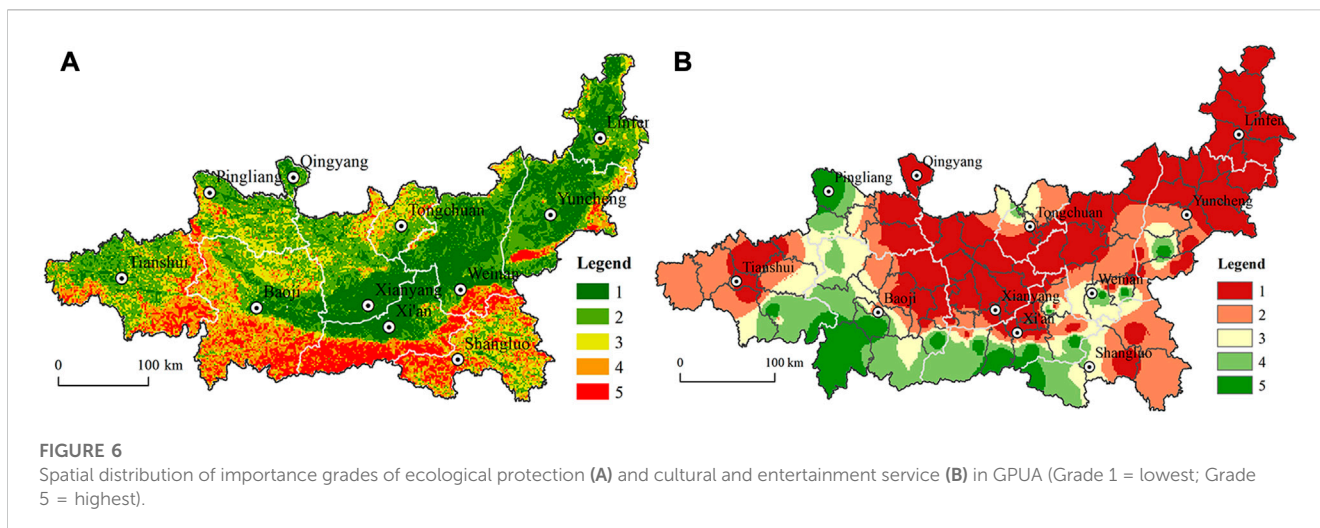 A
Linfen
Qingyang
Pingliang
Tongchuan
Yuncheng
Tianshui
Weinan
Baoji
Xianyang
Xi'an
Shangluo
0 100 km
Legend
1
2
3
4
5
B
Linfen
Qingyang
Pingliang
Tongchuan
Yuncheng
Tianshui
Weinan
Baoji
Xianyang
Xi'an
Shangluo
0 100 km
Legend
1
2
3
4
5
FIGURE 6
Spatial distribution of importance grades of ecological protection (A) and cultural and entertainment service (B) in GPUA (Grade 1 = lowest; Grade
5 = highest).